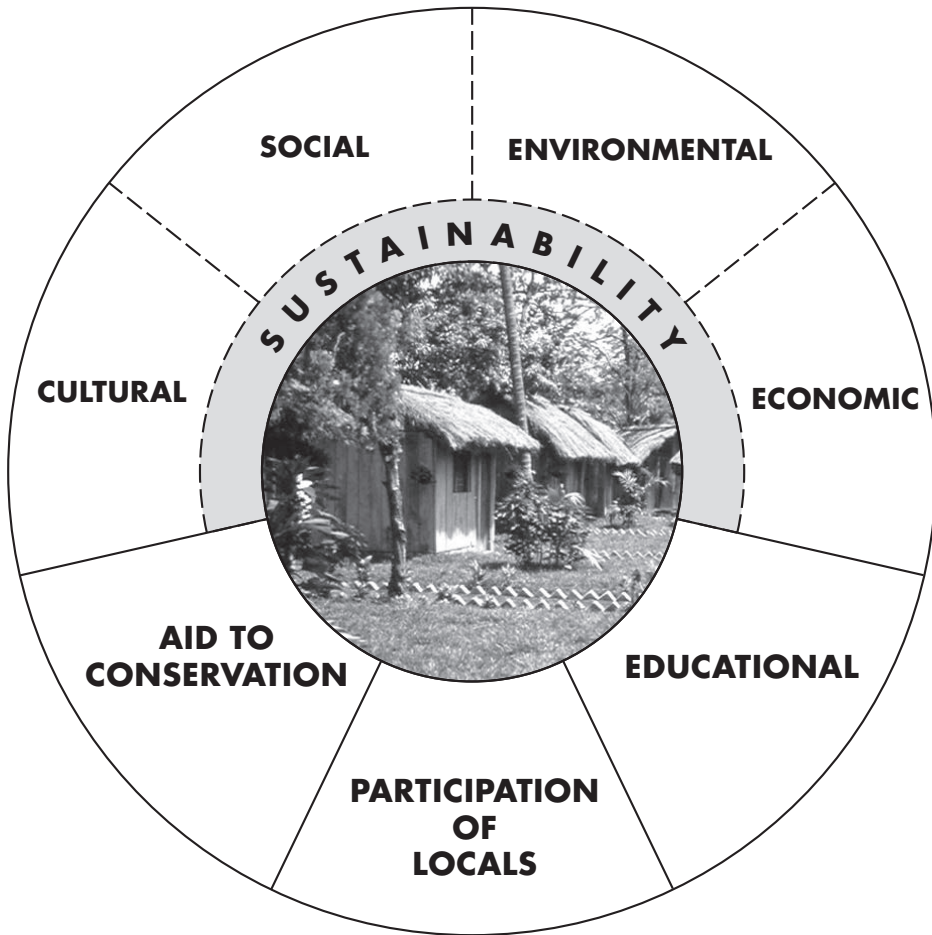 SOCIAL
ENVIRONMENTAL
SUSTAINABILITY
CULTURAL
ECONOMIC
AID TO
CONSERVATION
EDUCATIONAL
PARTICIPATION
OF
LOCALS